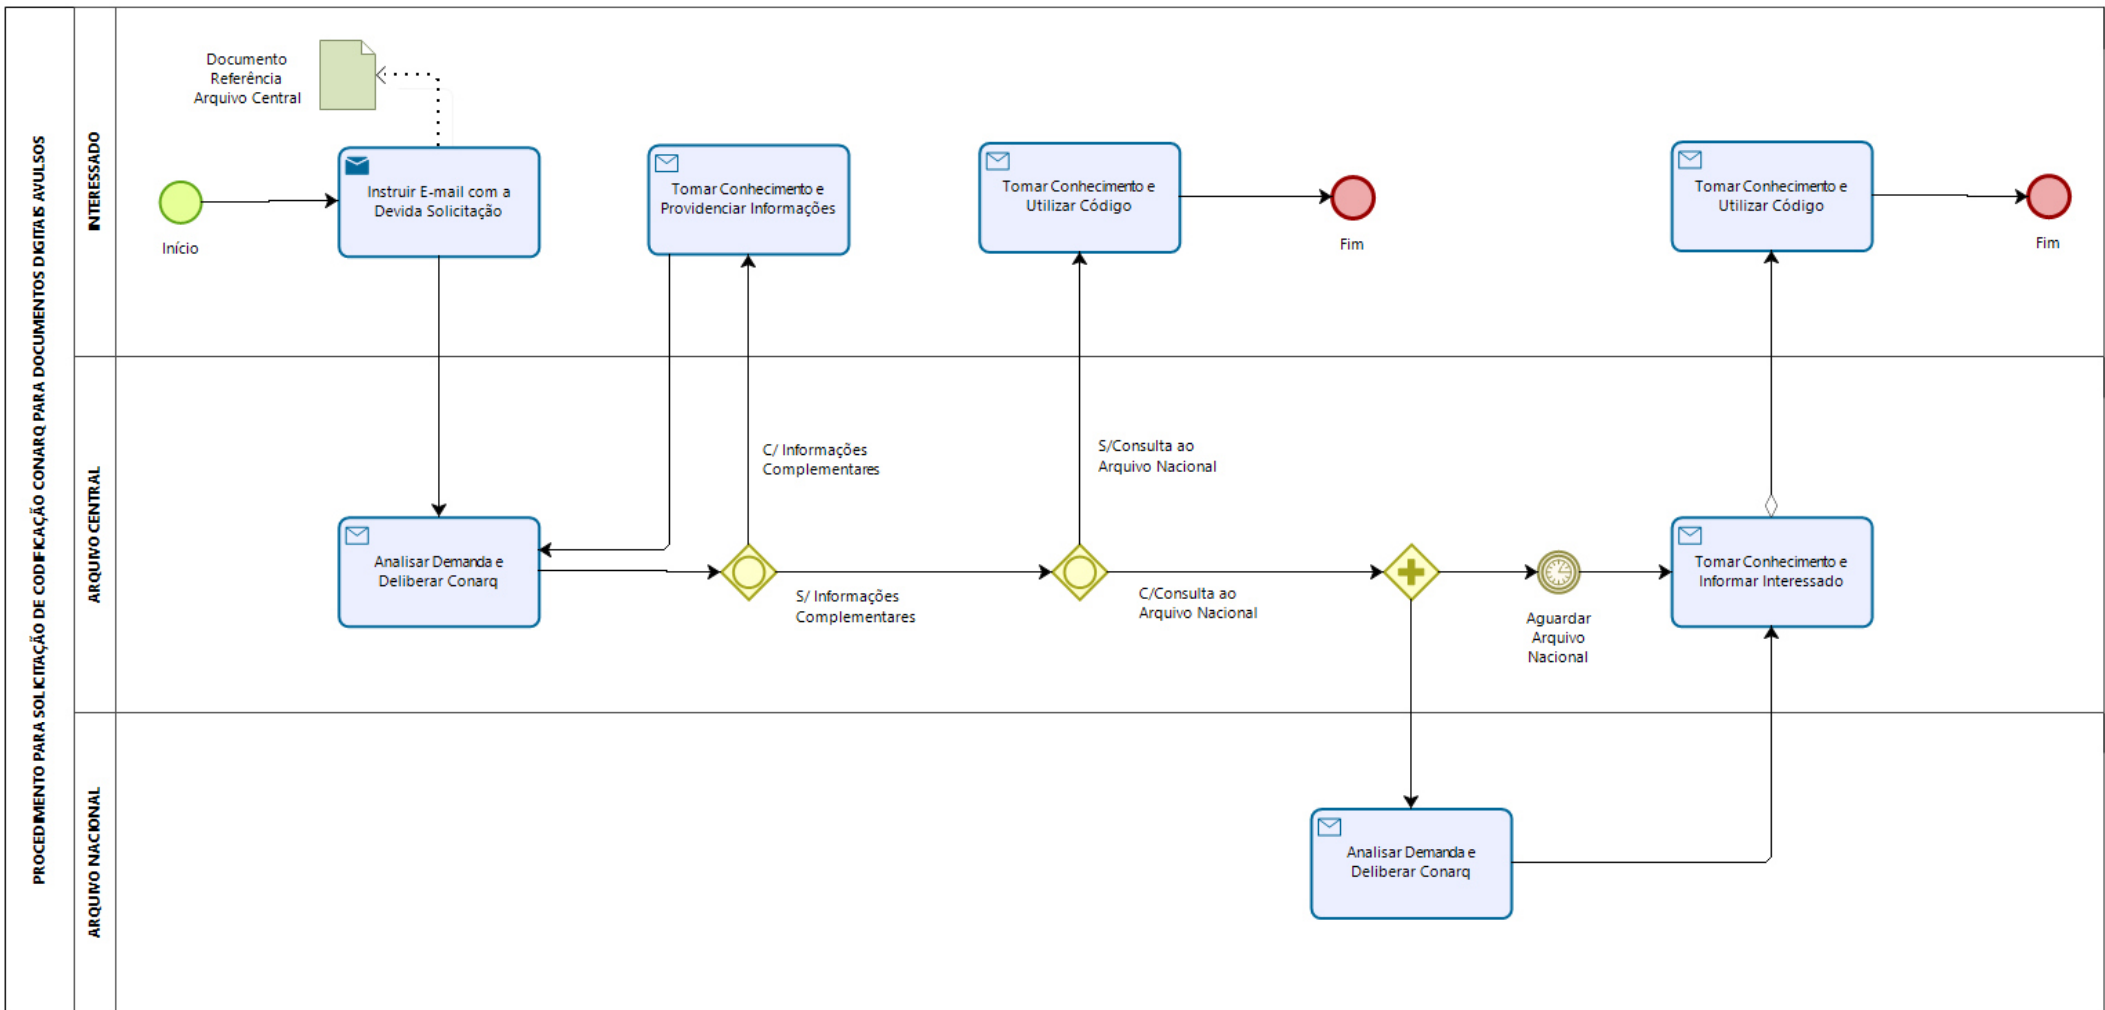 PROCEDIMENTO PARA SOLICITAÇÃO DE CODIFICAÇÃO CONARQ PARA DOCUMENTOS DIGITAIS AVULSOS
INTERESSADO
Documento
Referência
Arquivo Central
Início
Instruir E-mail com a
Devida Solicitação
Tomar Conhecimento e
Providenciar Informações
Tomar Conhecimento e
Utilizar Código
Fim
Tomar Conhecimento e
Utilizar Código
Fim
ARQUIVO CENTRAL
Analisar Demanda e
Deliberar Conarq
C/ Informações
Complementares
S/ Informações
Complementares
S/Consulta ao
Arquivo Nacional
C/Consulta ao
Arquivo Nacional
Aguardar
Arquivo
Nacional
Tomar Conhecimento e
Informar Interessado
ARQUIVO NACIONAL
Analisar Demanda e
Deliberar Conarq